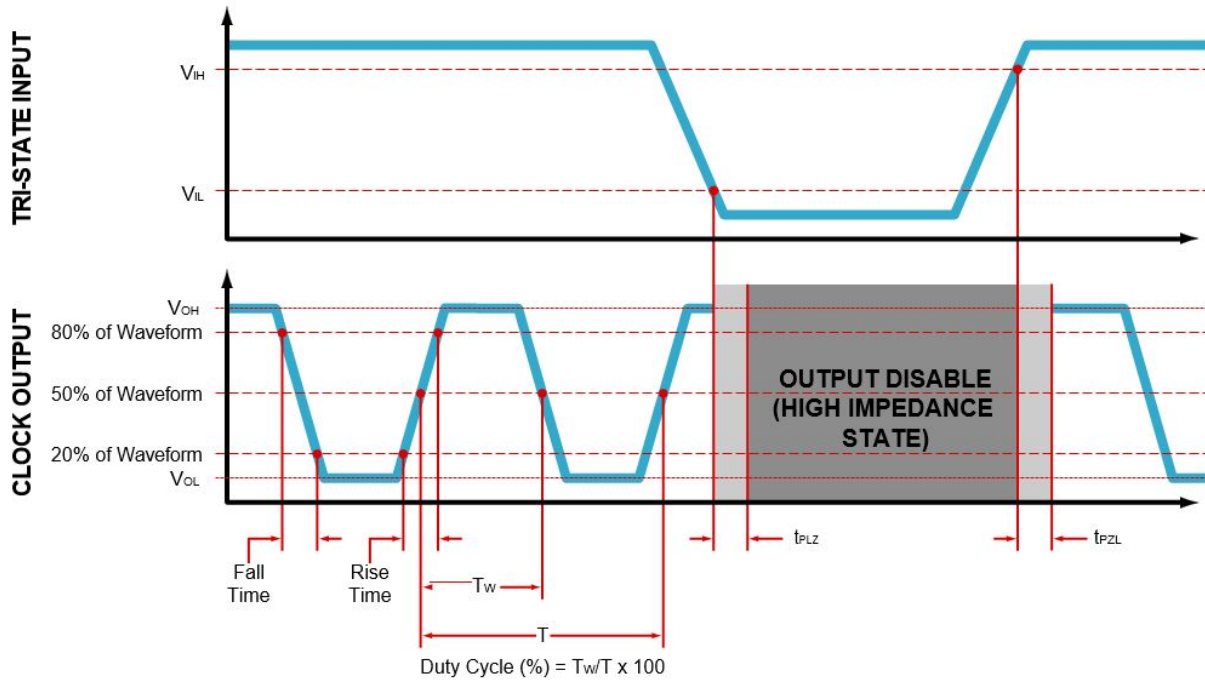 TRI-STATE INPUT
VIH
VIL
CLOCK OUTPUT
VOH
80% of Waveform
50% of Waveform
20% of Waveform
VOL
OUTPUT DISABLE
(HIGH IMPEDANCE
STATE)
tPLZ
tPZL
Fall
Time
Rise
Time
TW
T
Duty Cycle (%) = TW/T x 100